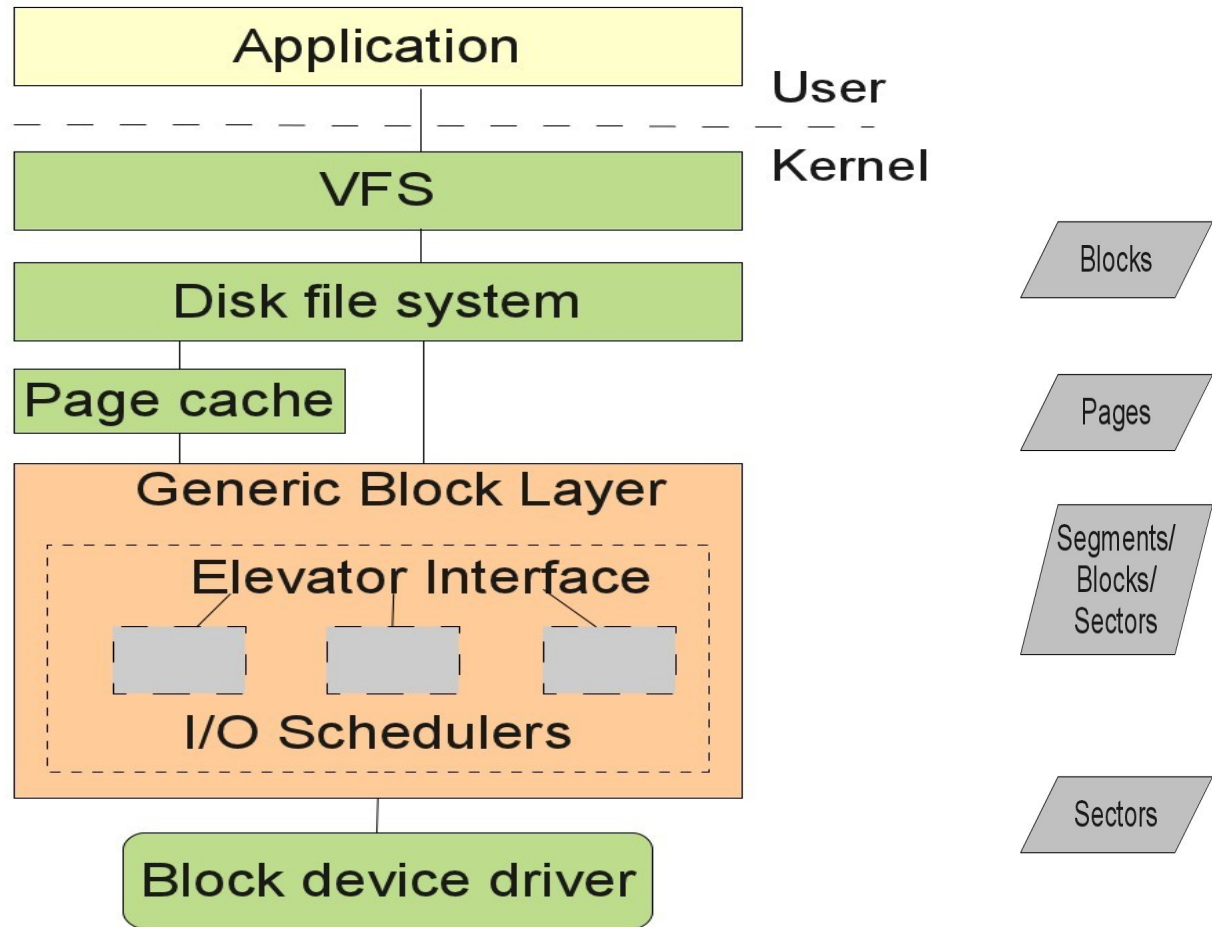 Application
User
Kernel
VFS
Blocks
Disk file system
Page cache
Pages
Generic Block Layer
Elevator Interface
I/O Schedulers
Segments/
Blocks/
Sectors
Sectors
Block device driver